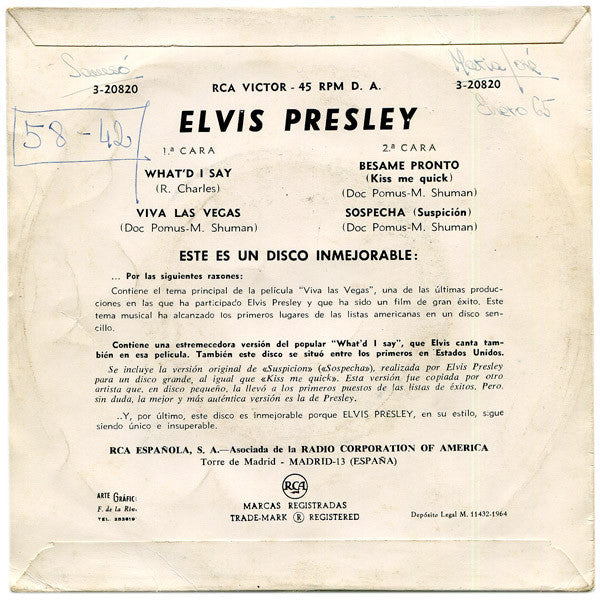 Maria José
3-20820
RCA VICTOR - 45 RPM D. A.
3-20820
Enero 65
58-42
ELVIS PRESLEY
1.ª CARA
WHAT'D I SAY
(R. Charles)
VIVA LAS VEGAS
(Doc Pomus-M. Shuman)
2.ª CARA
BESAME PRONTO
(Kiss me quick)
(Doc Pomus-M. Shuman)
SOSPECHA (Suspición)
(Doc Pomus-M. Shuman)
ESTE ES UN DISCO INMEJORABLE:
... Por las siguientes razones:
Contiene el tema principal de la película "Viva las Vegas", una de las últimas produc-
ciones en las que ha participado Elvis Presley y que ha sido un film de gran éxito. Este
tema musical ha alcanzado los primeros lugares de las listas americanas en un disco sen-
cillo.
Contiene una estremecedora versión del popular "What'd I say", que Elvis canta tam-
bién en esa película. También este disco se situó entre los primeros en Estados Unidos.
Se incluye la versión original de «Suspicion» («Sospecha»), realizada por Elvis Presley
para un disco grande, al igual que «Kiss me quick». Esta versión fue copiada por otro
artista que, en disco pequeño, la llevó a los primeros puestos de las listas de éxitos. Pero,
sin duda, la mejor y más auténtica versión es la de Presley.
..Y, por último, este disco es inmejorable porque ELVIS PRESLEY, en su estilo, sigue
siendo único e insuperable.
RCA ESPAÑOLA, S. A.—Asociada de la RADIO CORPORATION OF AMERICA
Torre de Madrid - MADRID-13 (ESPAÑA)
RCA
MARCAS REGISTRADAS
TRADE-MARK ® REGISTERED
ARTE GRÁFIC
F. de la Rí
TEL. 253619
Depósito Legal M. 11432-1964